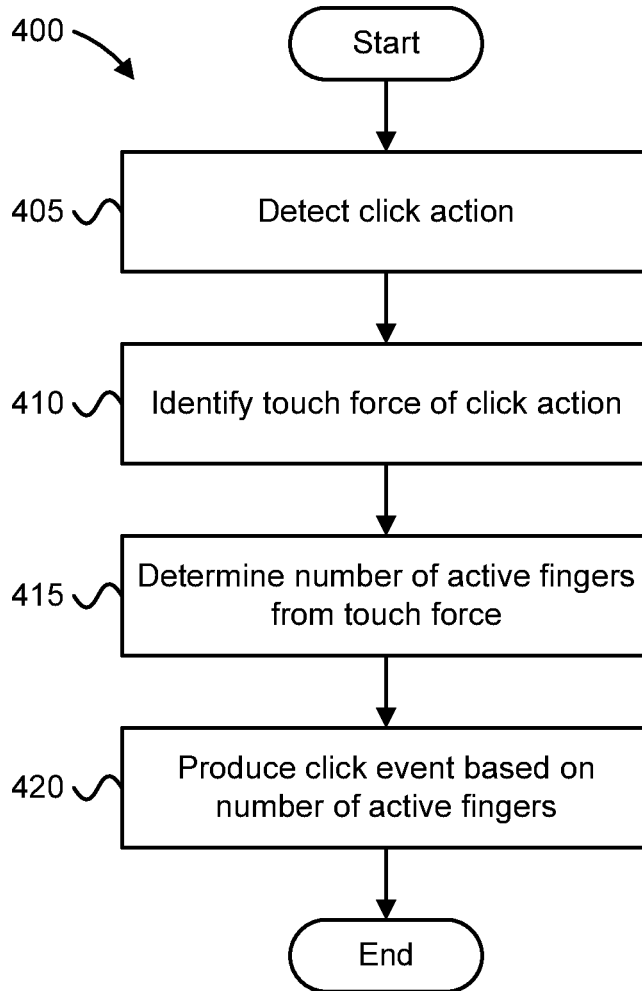 400
Start
405
Detect click action
410
Identify touch force of click action
415
Determine number of active fingers
from touch force
420
Produce click event based on
number of active fingers
End